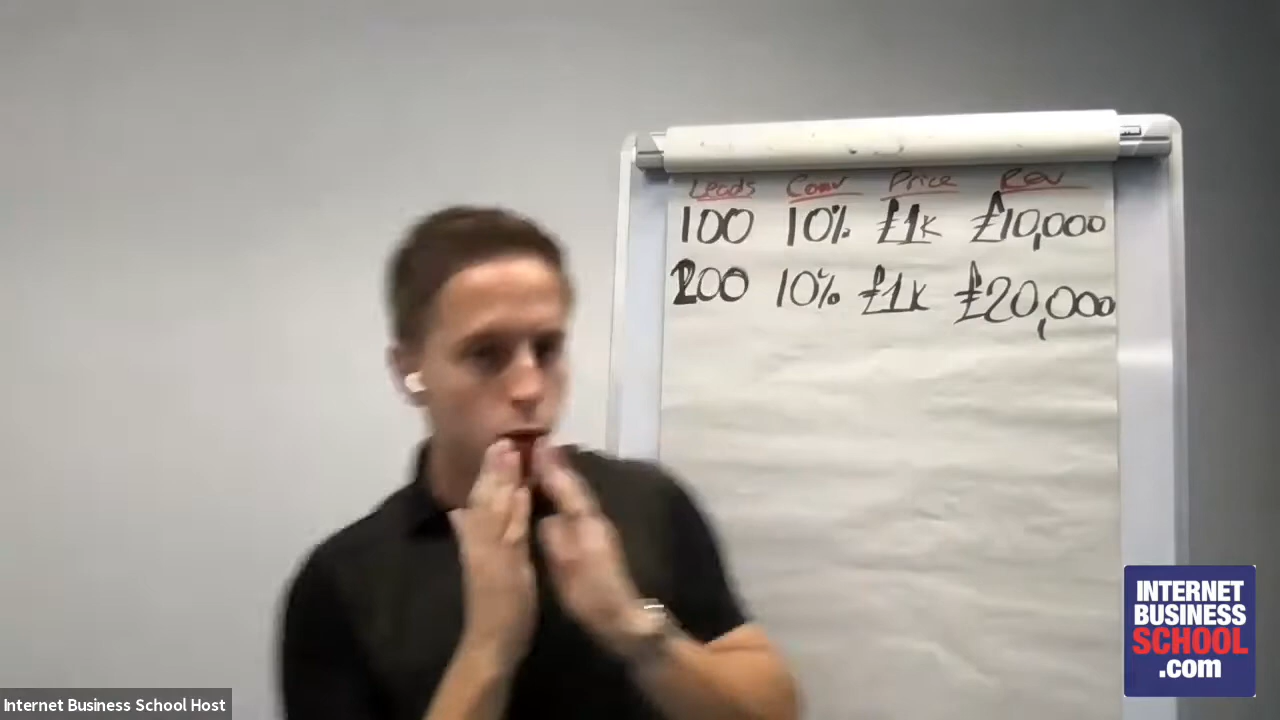 Leads Conv Price Rev
100 10% £1k £10,000
200 10% £1k £20,000
INTERNET
BUSINESS
SCHOOL
.com
Internet Business School Host